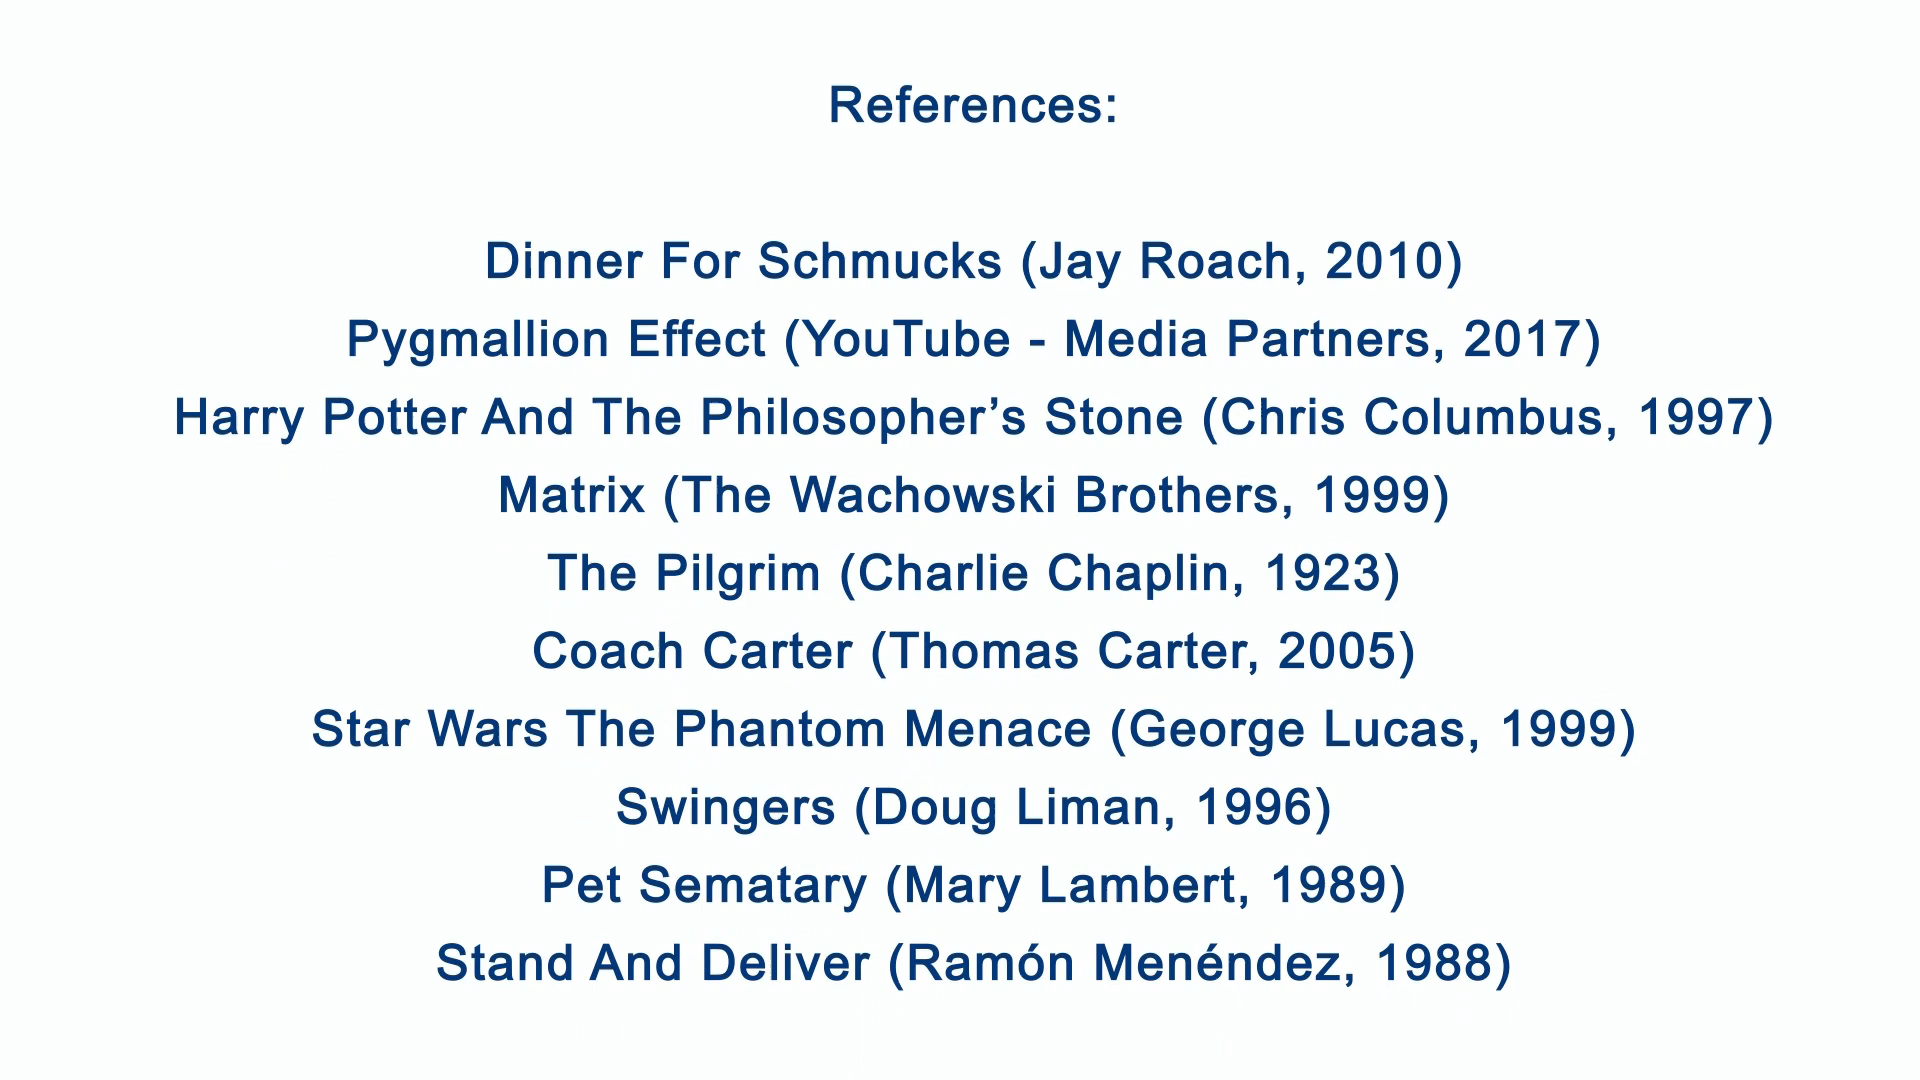 References:
Dinner For Schmucks (Jay Roach, 2010)
Pygmallion Effect (YouTube - Media Partners, 2017)
Harry Potter And The Philosopher’s Stone (Chris Columbus, 1997)
Matrix (The Wachowski Brothers, 1999)
The Pilgrim (Charlie Chaplin, 1923)
Coach Carter (Thomas Carter, 2005)
Star Wars The Phantom Menace (George Lucas, 1999)
Swingers (Doug Liman, 1996)
Pet Sematary (Mary Lambert, 1989)
Stand And Deliver (Ramón Menéndez, 1988)